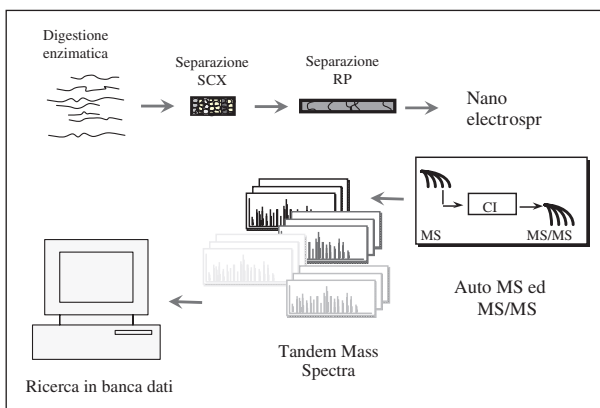 Digestione
enzimatica
Separazione
SCX
Separazione
RP
Nano
electrospr
MS
CI
MS/MS
Auto MS ed
MS/MS
Tandem Mass
Spectra
Ricerca in banca dati